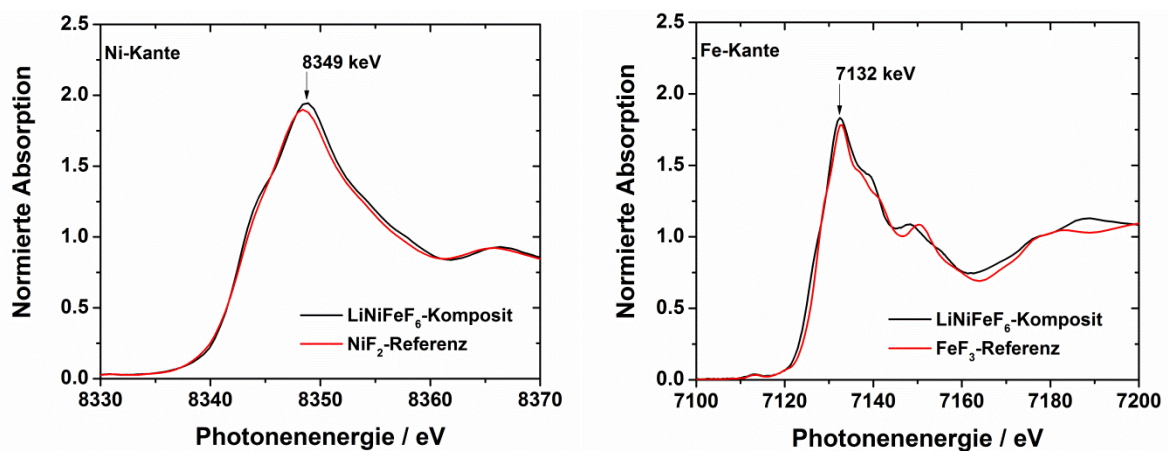 Ni-Kante
8349 keV
2.5
2.0
1.5
1.0
0.5
0.0
Normierte Absorption
LiNiFeF₆-Komposit
NiF₂-Referenz
8330 8340 8350 8360 8370
Photonenenergie / eV
Fe-Kante
7132 keV
2.5
2.0
1.5
1.0
0.5
0.0
Normierte Absorption
LiNiFeF₆-Komposit
FeF₃-Referenz
7100 7120 7140 7160 7180 7200
Photonenenergie / eV